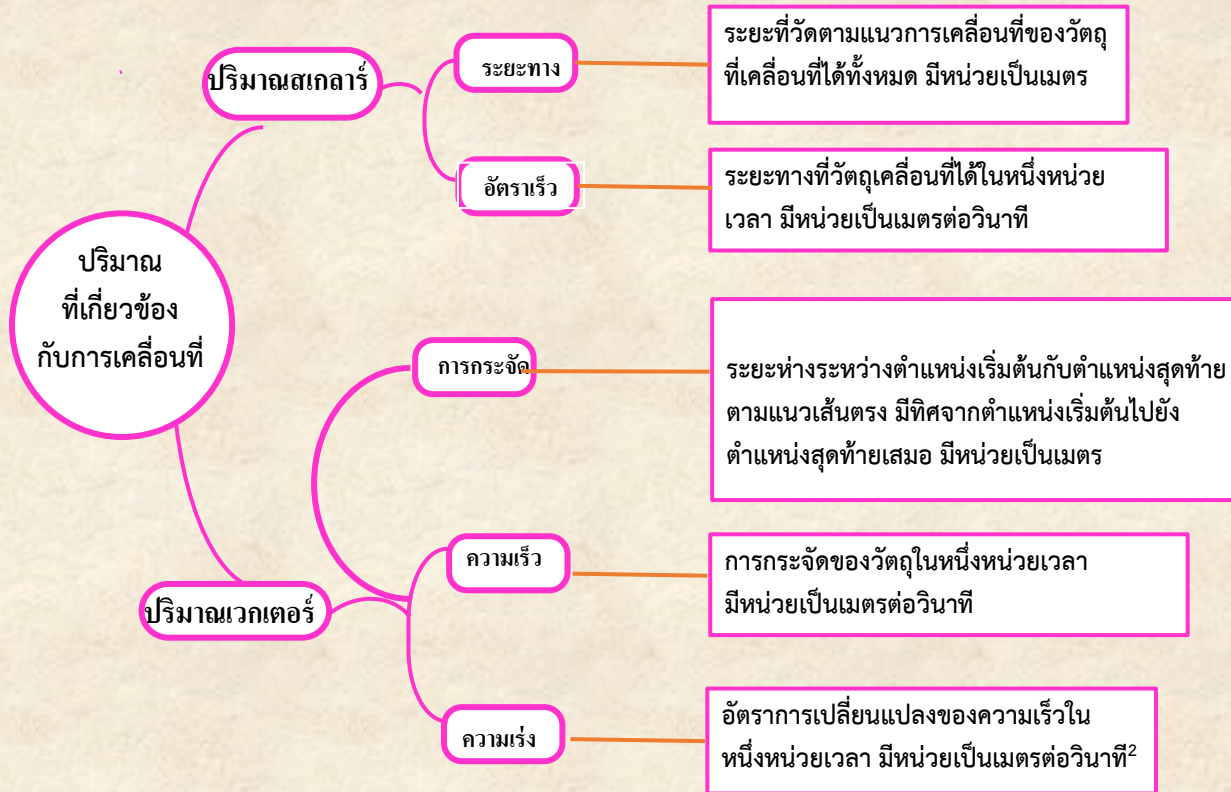 ปริมาณ
ที่เกี่ยวข้อง
กับการเคลื่อนที่
ปริมาณสเกลาร์
ระยะทาง
ระยะที่วัดตามแนวการเคลื่อนที่ของวัตถุ
ที่เคลื่อนที่ได้ทั้งหมด มีหน่วยเป็นเมตร
อัตราเร็ว
ระยะทางที่วัตถุเคลื่อนที่ได้ในหนึ่งหน่วย
เวลา มีหน่วยเป็นเมตรต่อวินาที
ปริมาณเวกเตอร์
การกระจัด
ระยะห่างระหว่างตำแหน่งเริ่มต้นกับตำแหน่งสุดท้าย
ตามแนวเส้นตรง มีทิศจากตำแหน่งเริ่มต้นไปยัง
ตำแหน่งสุดท้ายเสมอ มีหน่วยเป็นเมตร
ความเร็ว
การกระจัดของวัตถุในหนึ่งหน่วยเวลา
มีหน่วยเป็นเมตรต่อวินาที
ความเร่ง
อัตราการเปลี่ยนแปลงของความเร็วใน
หนึ่งหน่วยเวลา มีหน่วยเป็นเมตรต่อวินาที²